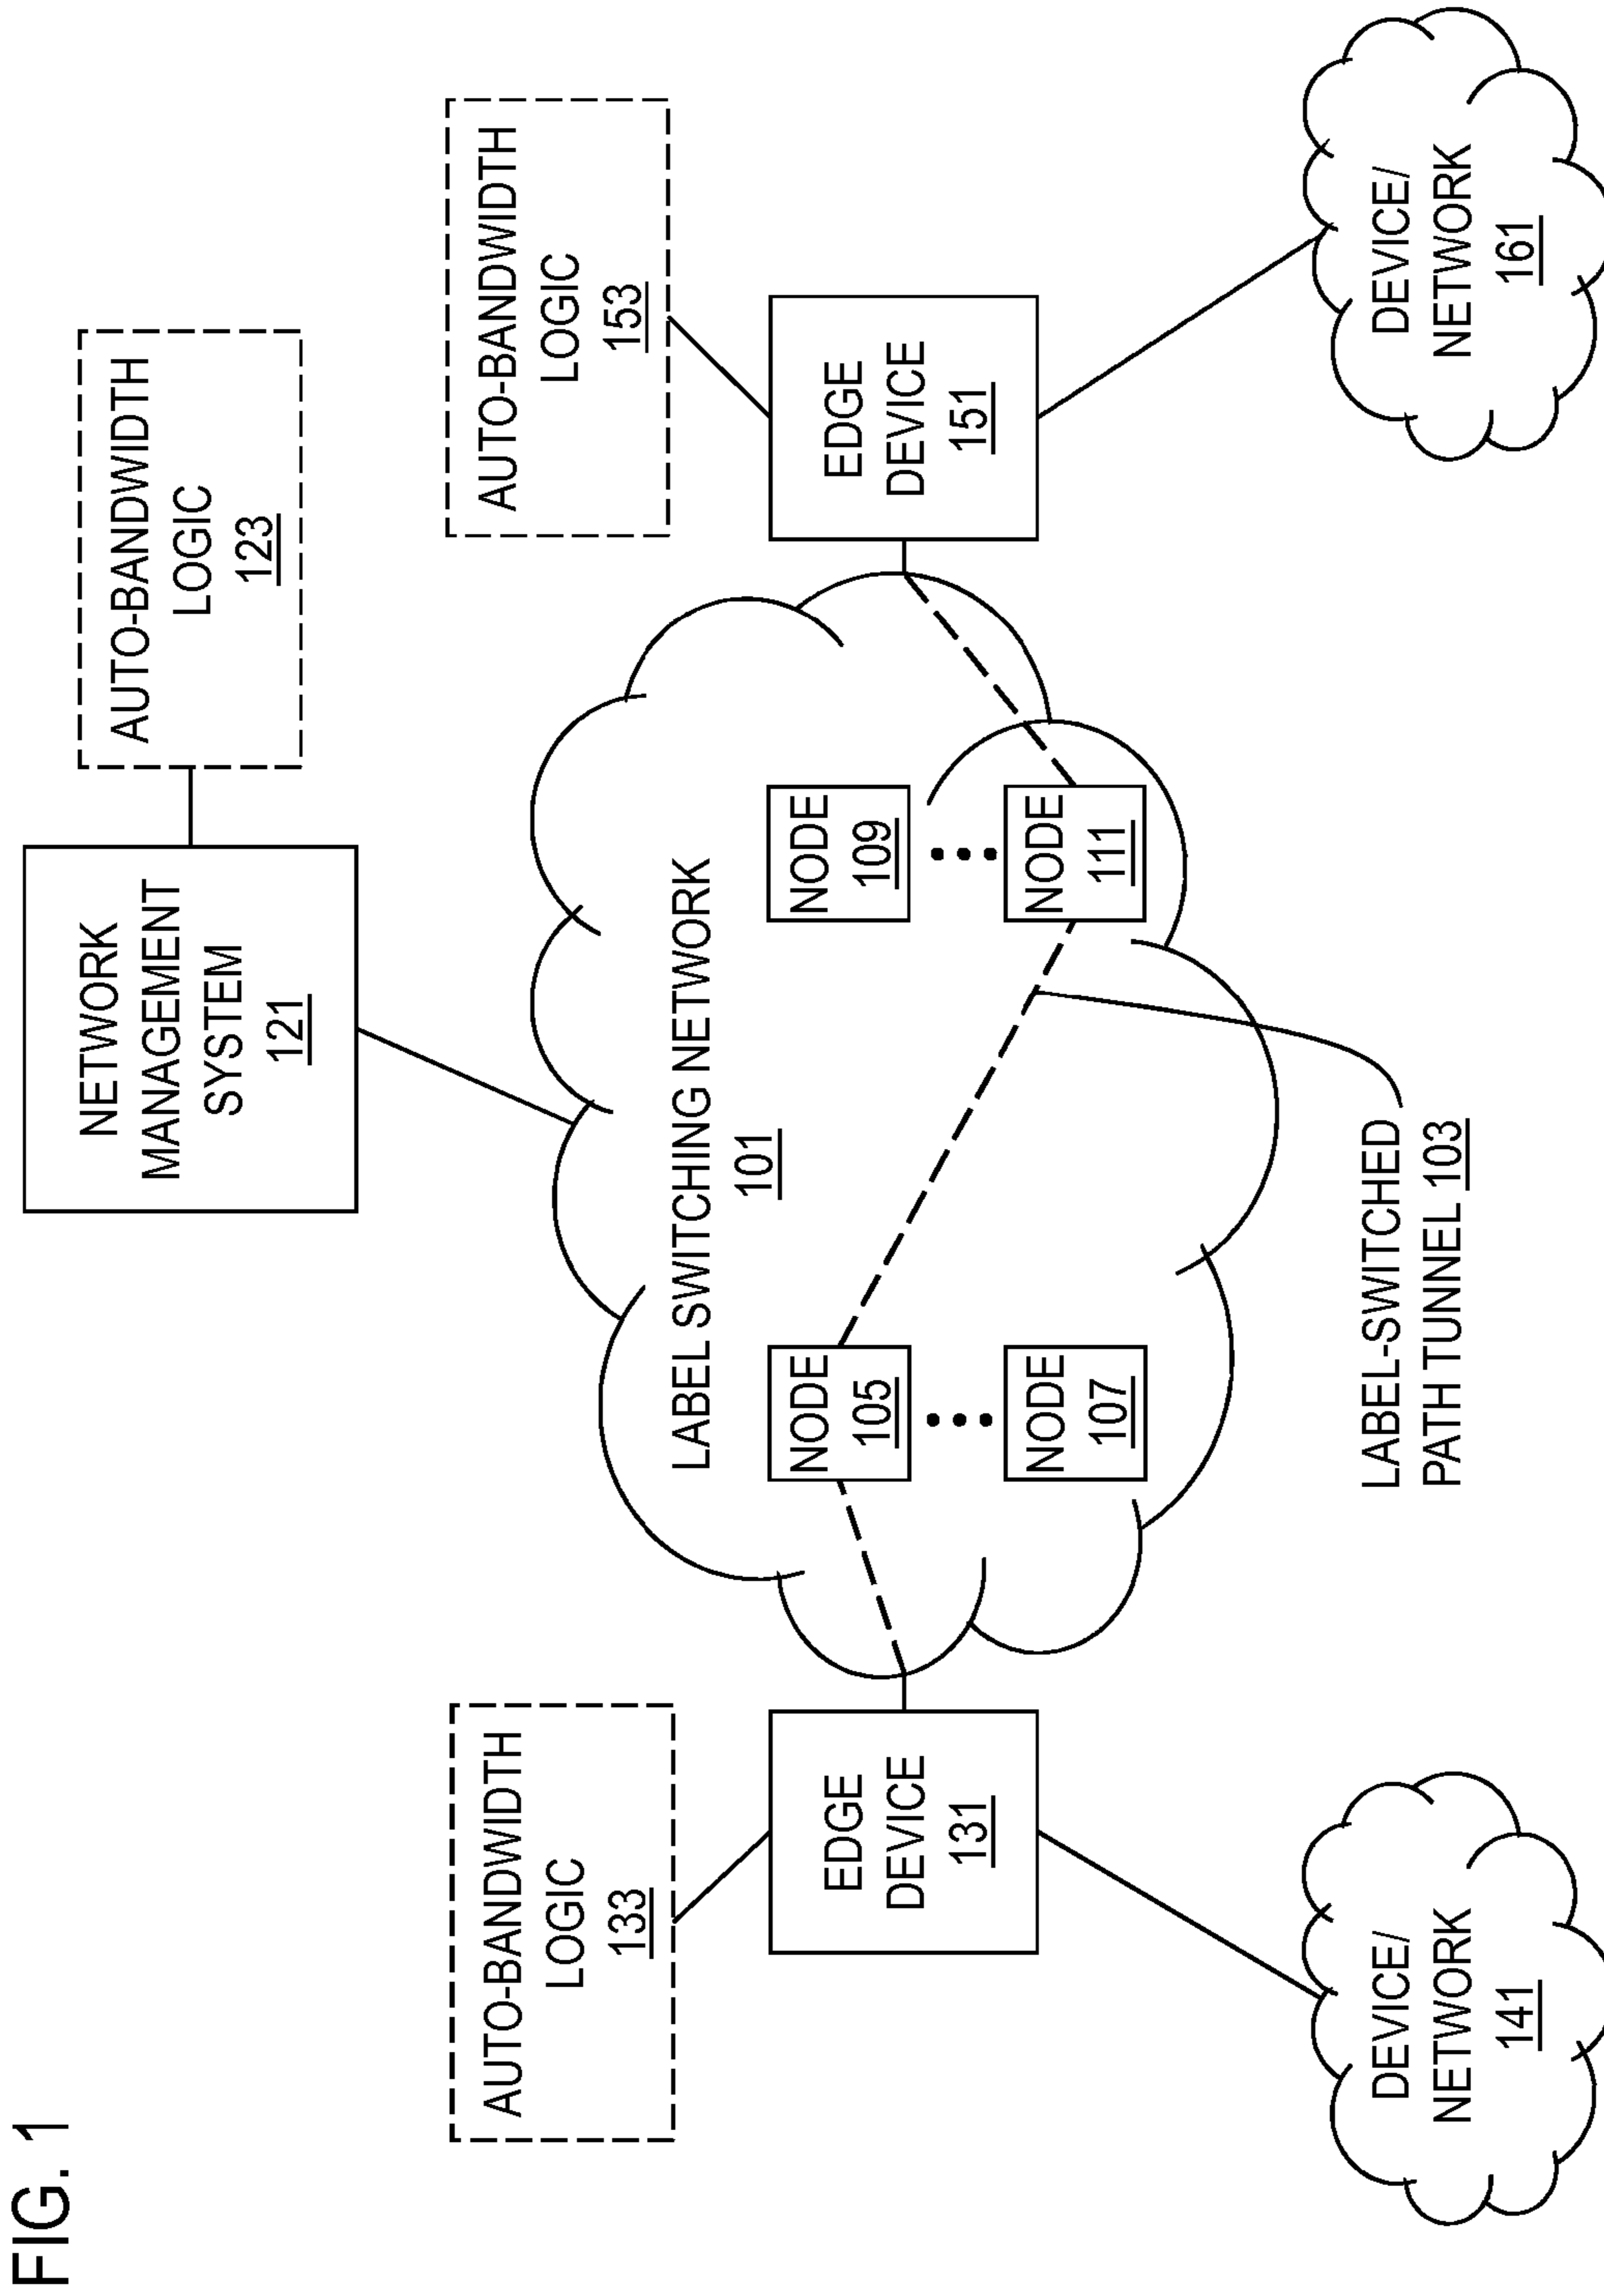 FIG. 1
NETWORK
MANAGEMENT
SYSTEM
121
AUTO-BANDWIDTH
LOGIC
123
AUTO-BANDWIDTH
LOGIC
133
AUTO-BANDWIDTH
LOGIC
153
LABEL SWITCHING NETWORK
101
EDGE
DEVICE
131
NODE
105
NODE
107
NODE
109
NODE
111
EDGE
DEVICE
151
DEVICE/
NETWORK
141
LABEL-SWITCHED
PATH TUNNEL 103
DEVICE/
NETWORK
161